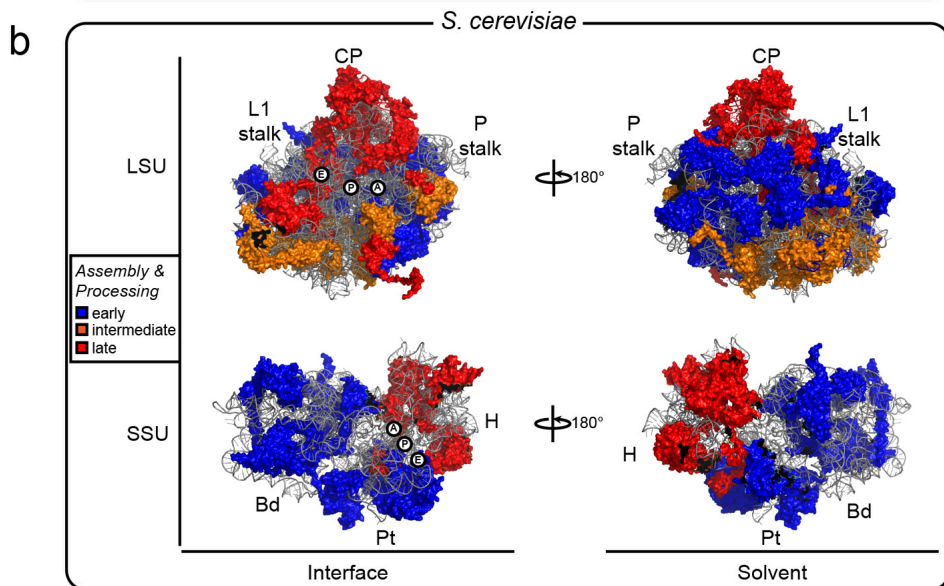 b
S. cerevisiae
CP
L1
stalk
P
stalk
LSU
E
P
A
180°
CP
P
stalk
L1
stalk
Assembly &
Processing
early
intermediate
late
SSU
A
P
E
H
Bd
Pt
180°
H
Bd
Pt
Interface
Solvent